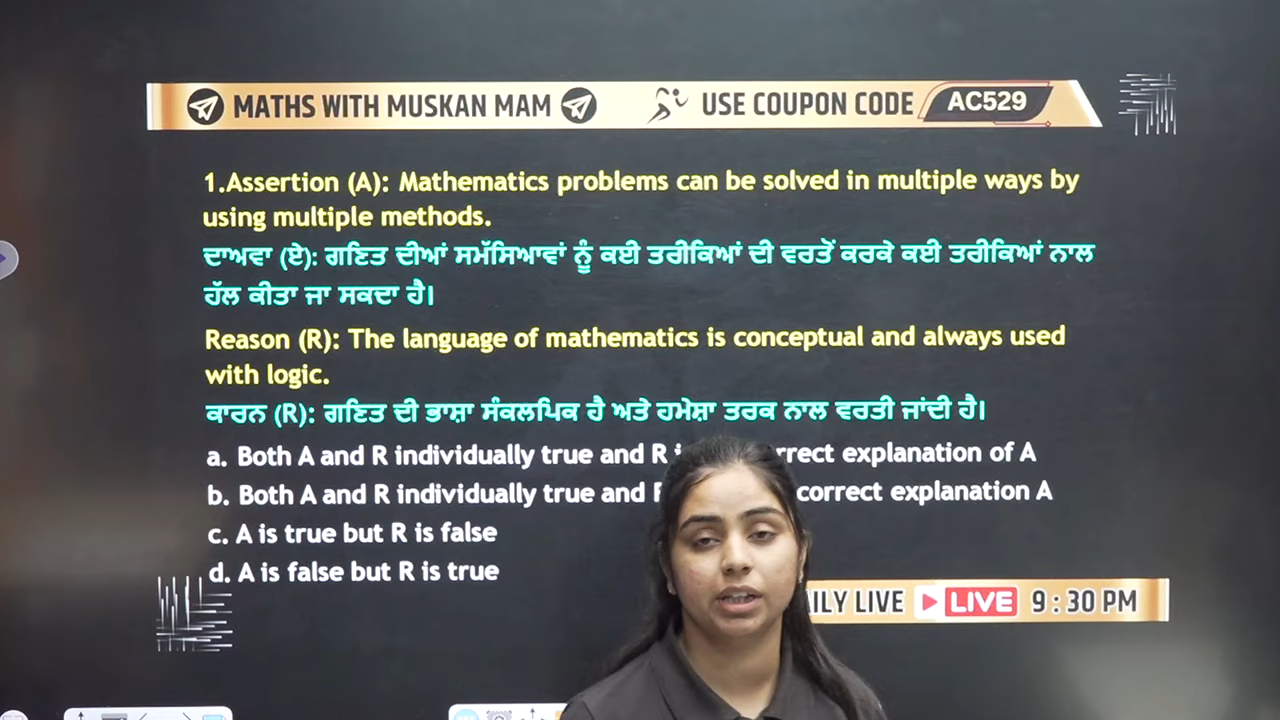 MATHS WITH MUSKAN MAM USE COUPON CODE AC529
1.Assertion (A): Mathematics problems can be solved in multiple ways by
using multiple methods.
ਦਾਅਵਾ (ਏ): ਗਣਿਤ ਦੀਆਂ ਸਮੱਸਿਆਵਾਂ ਨੂੰ ਕਈ ਤਰੀਕਿਆਂ ਦੀ ਵਰਤੋਂ ਕਰਕੇ ਕਈ ਤਰੀਕਿਆਂ ਨਾਲ
ਹੱਲ ਕੀਤਾ ਜਾ ਸਕਦਾ ਹੈ।
Reason (R): The language of mathematics is conceptual and always used
with logic.
ਕਾਰਨ (R): ਗਣਿਤ ਦੀ ਭਾਸ਼ਾ ਸੰਕਲਪਿਕ ਹੈ ਅਤੇ ਹਮੇਸ਼ਾ ਤਰਕ ਨਾਲ ਵਰਤੀ ਜਾਂਦੀ ਹੈ।
a. Both A and R individually true and R explanation of A
b. Both A and R individually true and correct explanation A
c. A is true but R is false
d. A is false but R is true
LIVE LIVE 9 : 30 PM